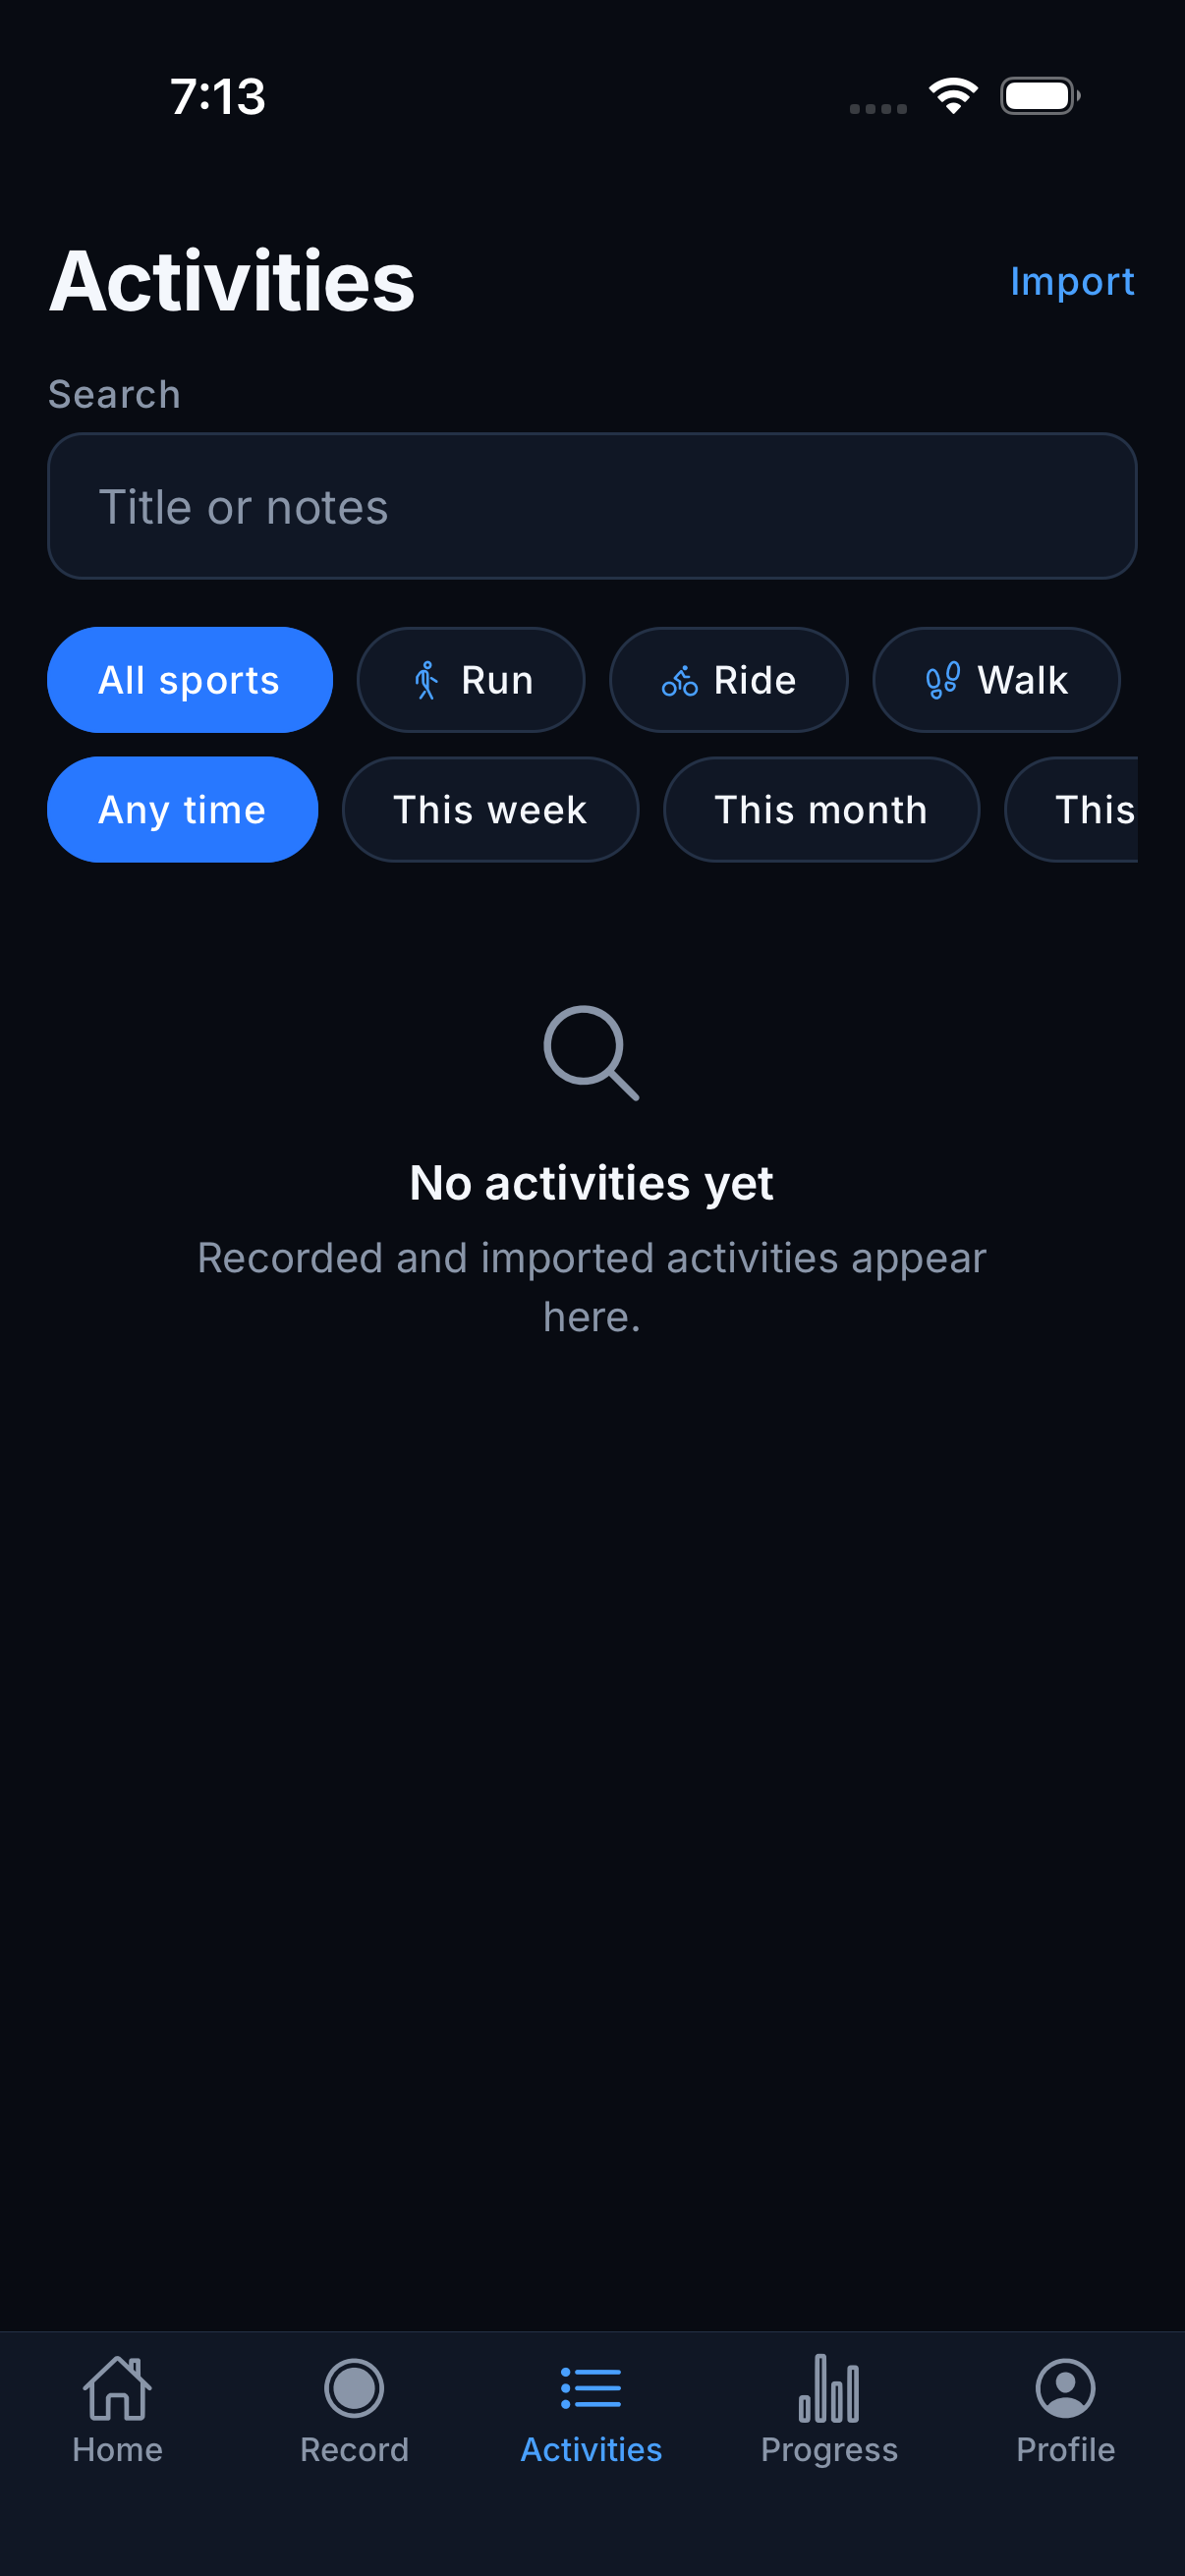 7:13
Activities
Import
Search
Title or notes
All sports
Run
Ride
Walk
Any time
This week
This month
This
No activities yet
Recorded and imported activities appear
here.
Home
Record
Activities
Progress
Profile